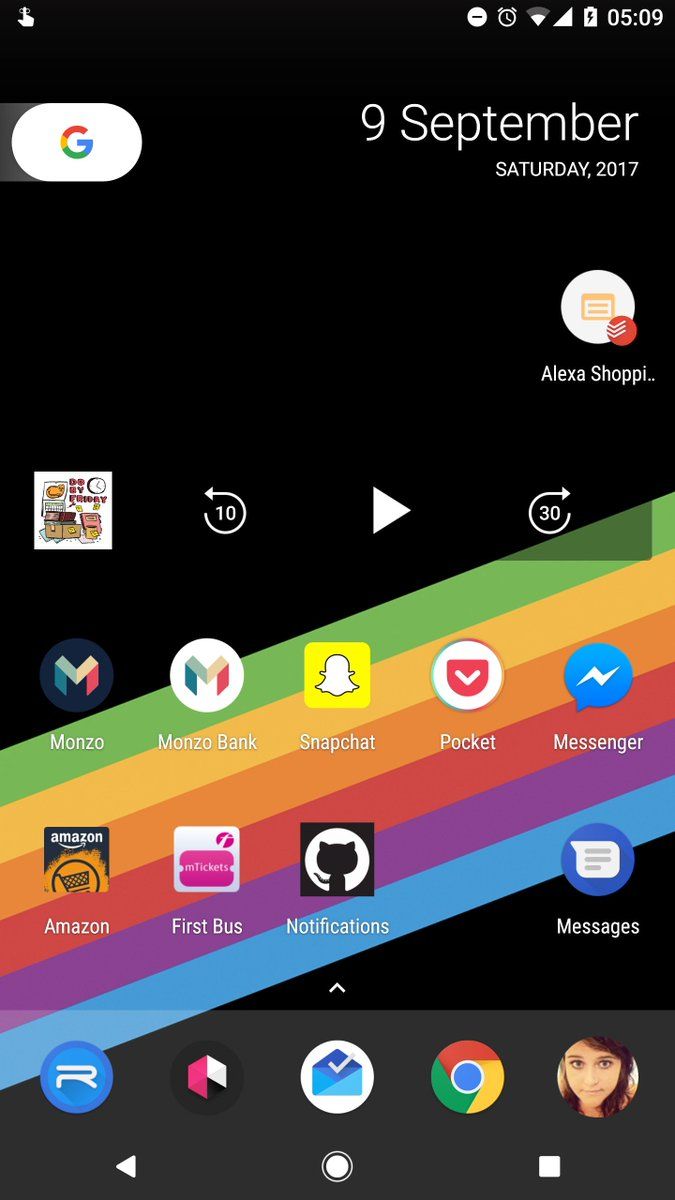 05:09
G
9 September
SATURDAY, 2017
Alexa Shoppi..
DO
BY
FRIDAY
10
30
Monzo
Monzo Bank
Snapchat
Pocket
Messenger
amazon
mTickets
Amazon
First Bus
Notifications
Messages